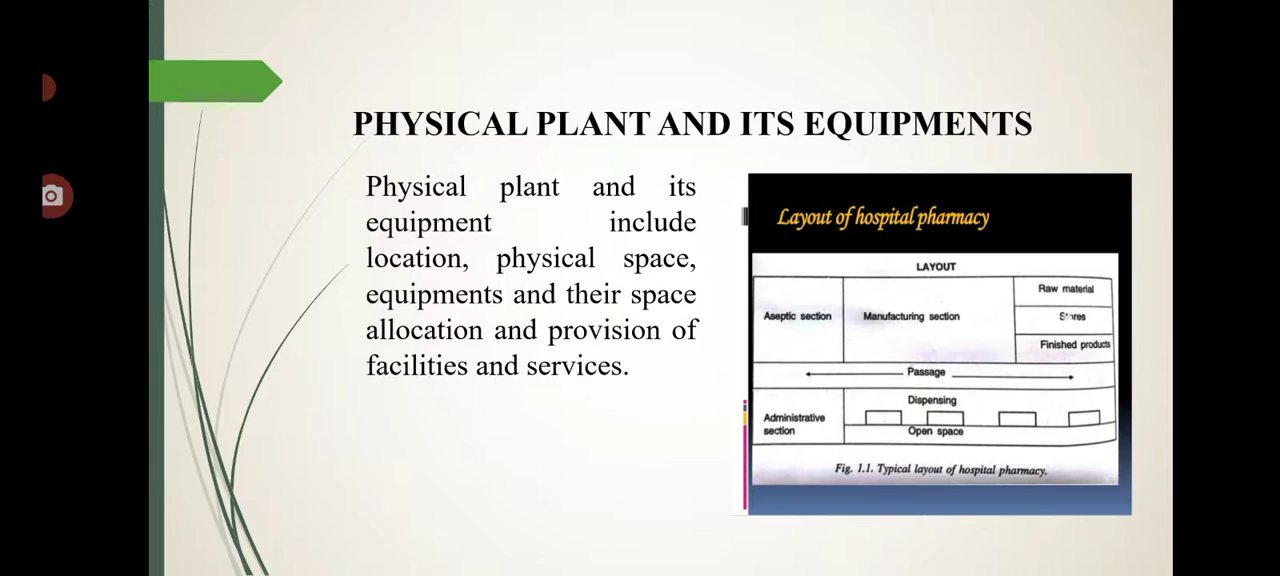 PHYSICAL PLANT AND ITS EQUIPMENTS
Physical plant and its
equipment include
location, physical space,
equipments and their space
allocation and provision of
facilities and services.
Layout of hospital pharmacy
LAYOUT
Aseptic section
Manufacturing section
Raw material
Stores
Finished products
Passage
Dispensing
Administrative
section
Open space
Fig. 1.1. Typical layout of hospital pharmacy.